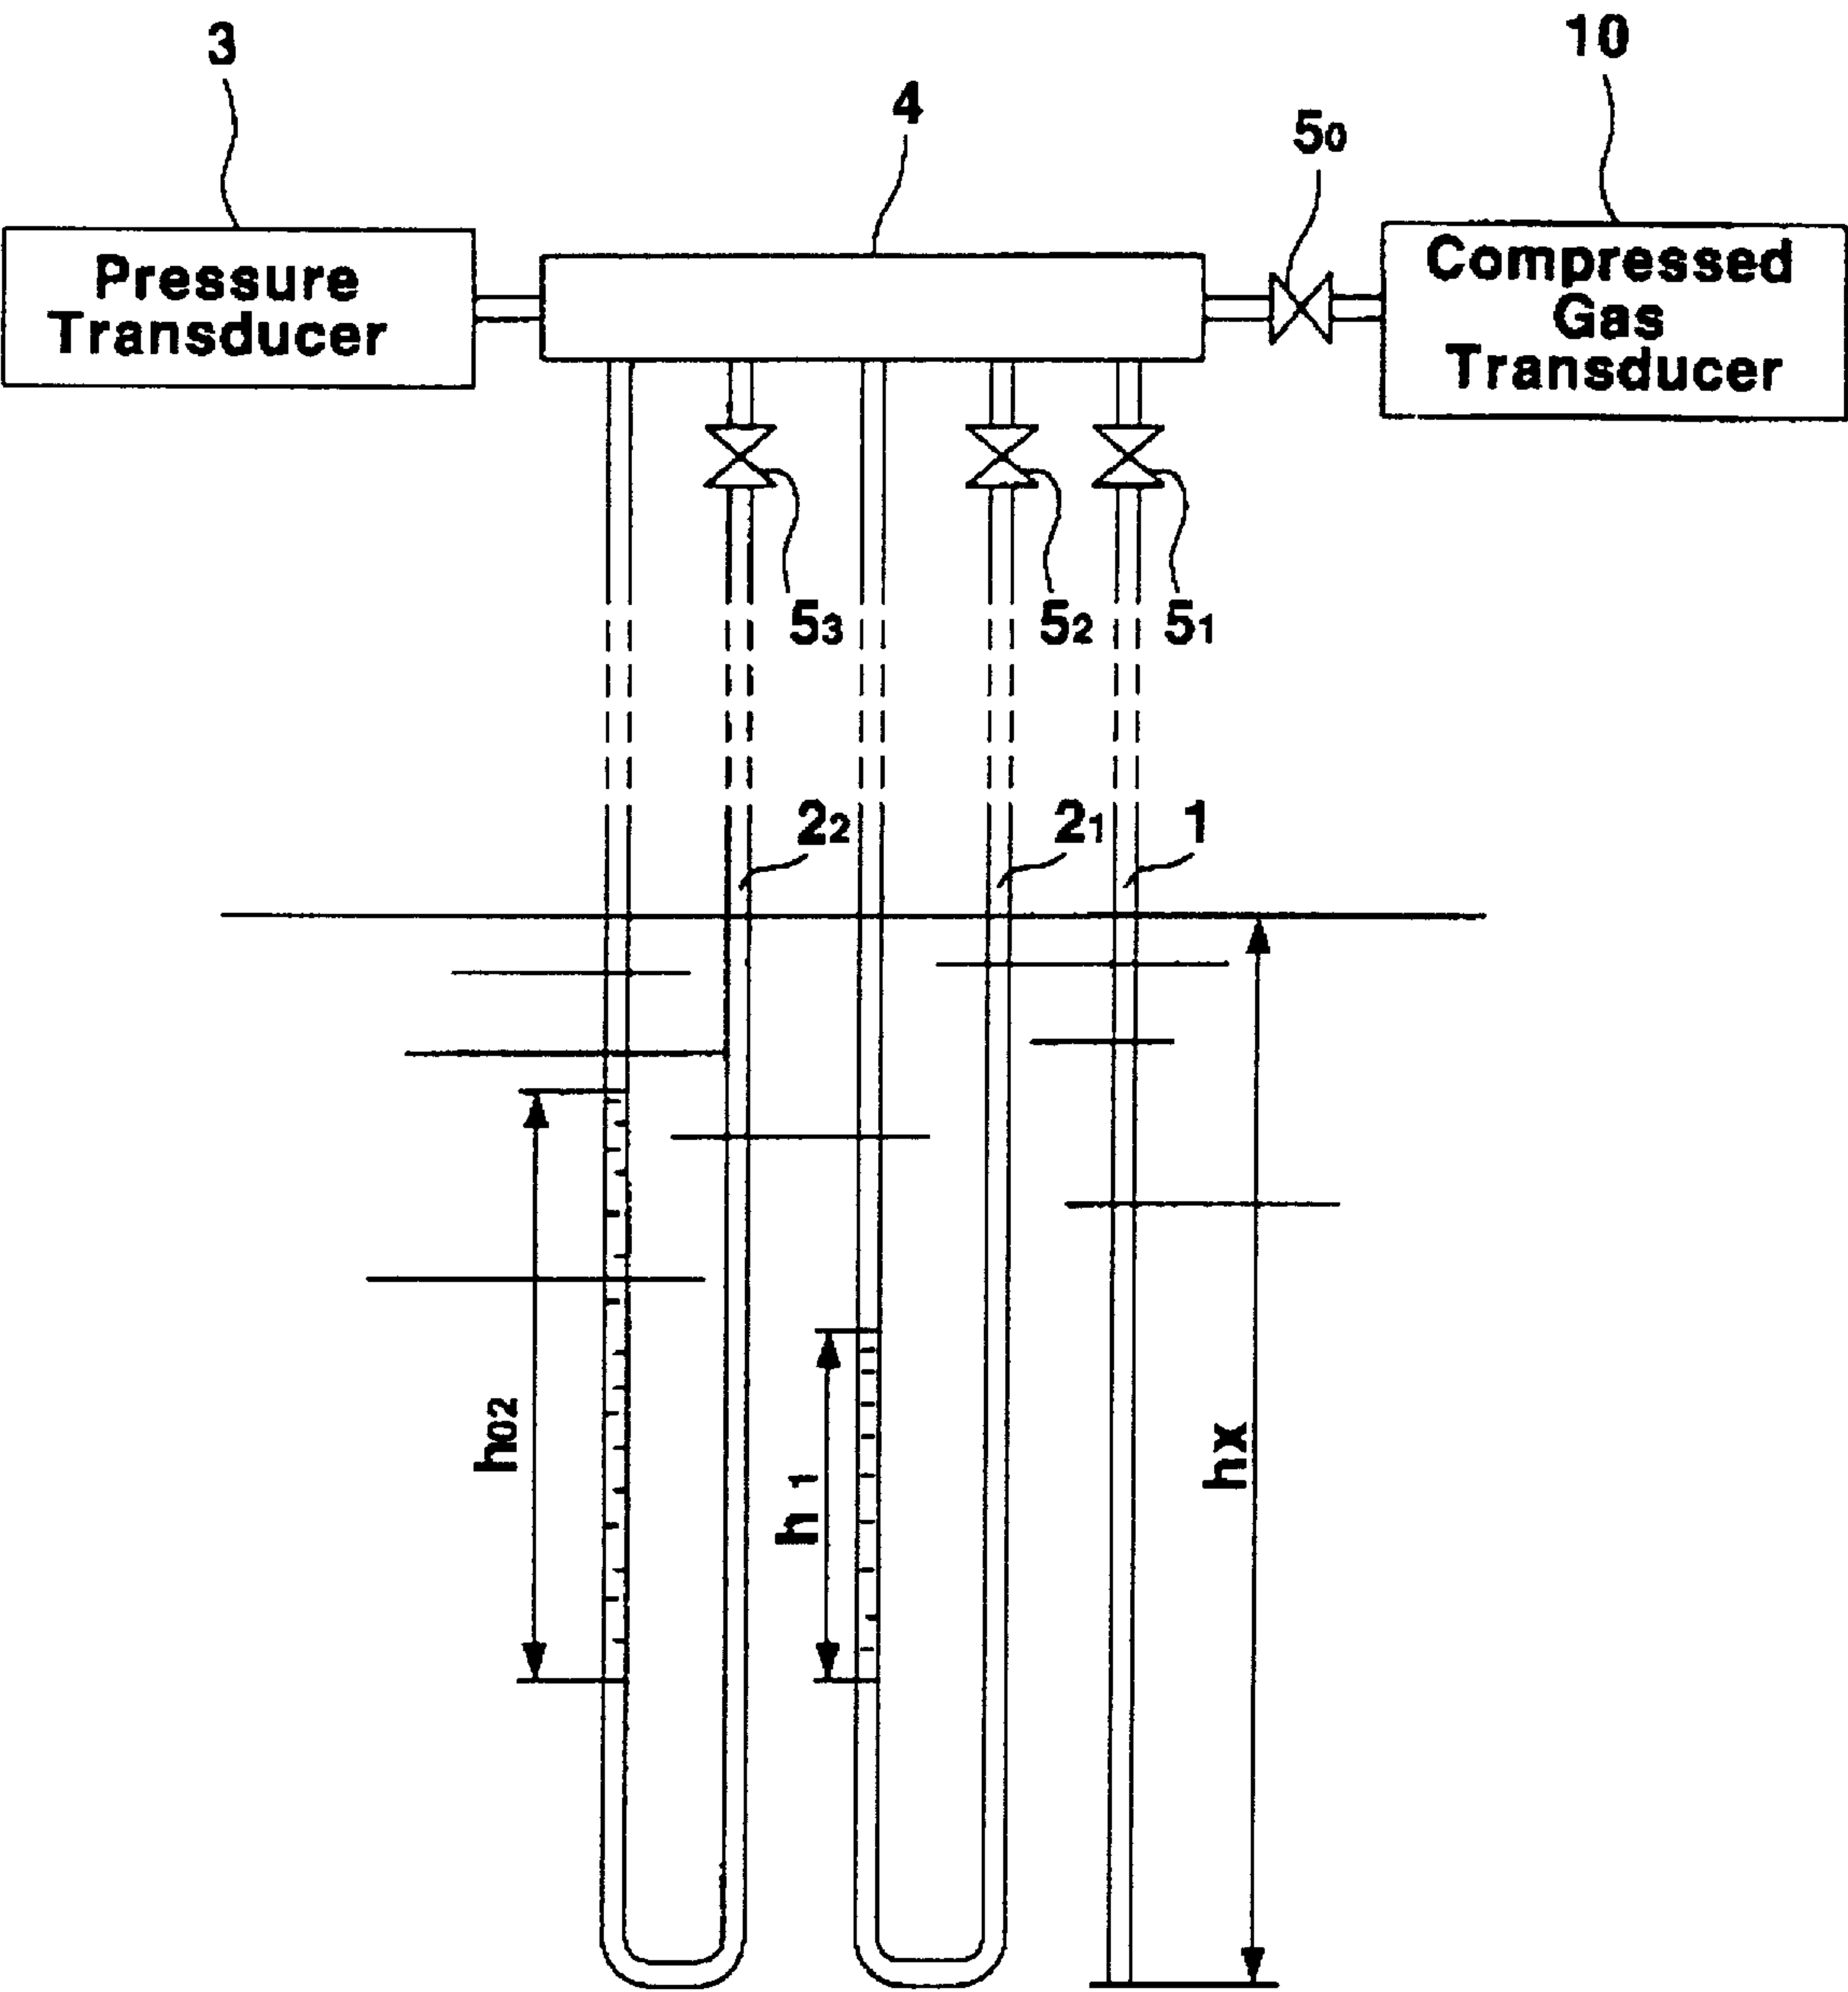 3
10
4
50
Pressure
Transducer
Compressed
Gas
Transducer
53
52
51
22
21
1
h02
h1
hx